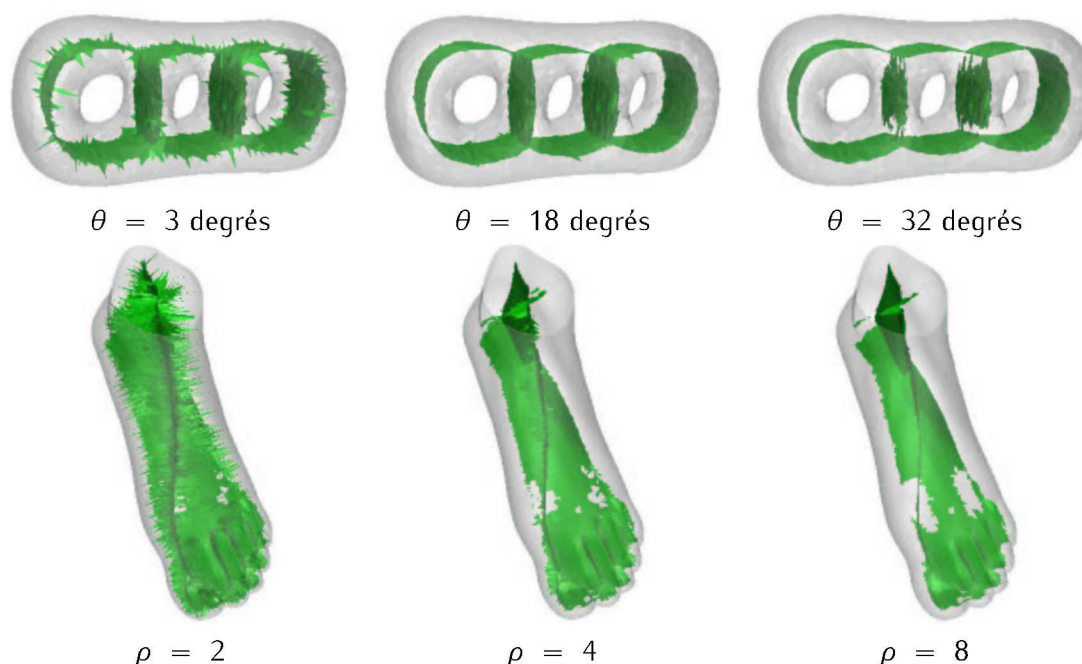 θ = 3 degrés
θ = 18 degrés
θ = 32 degrés
ρ = 2
ρ = 4
ρ = 8